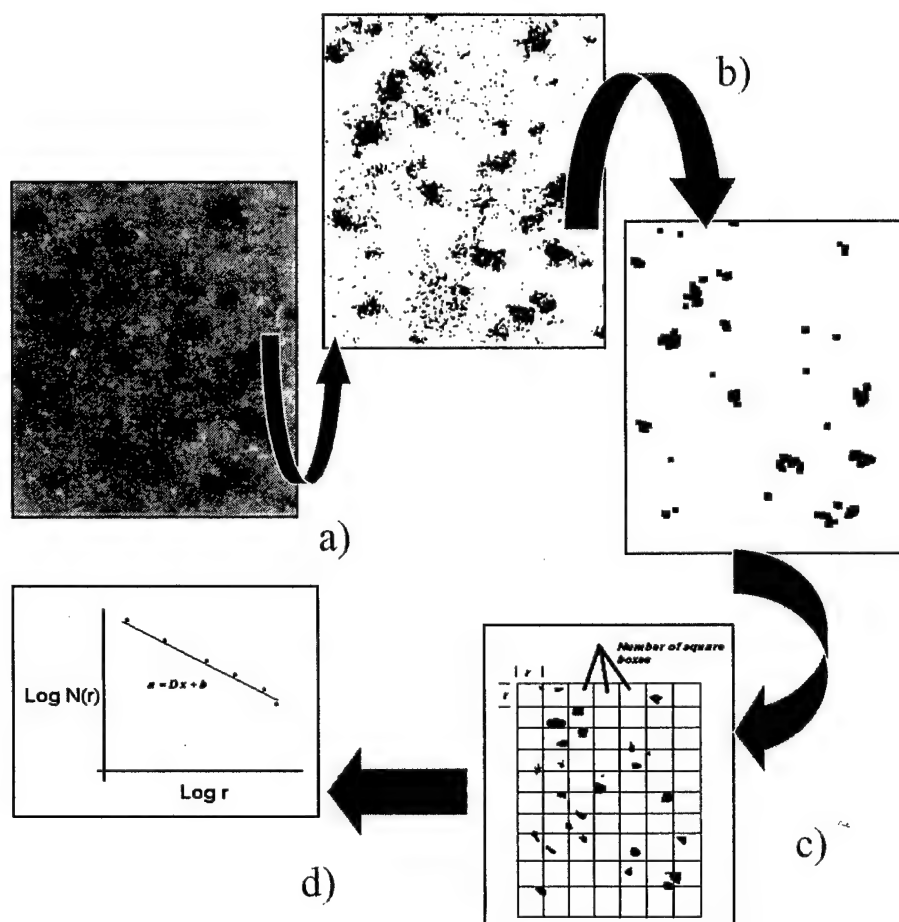 b)
a)
Number of square
boxes
r
r
a = Dx + b
Log N(r)
Log r
c)
d)